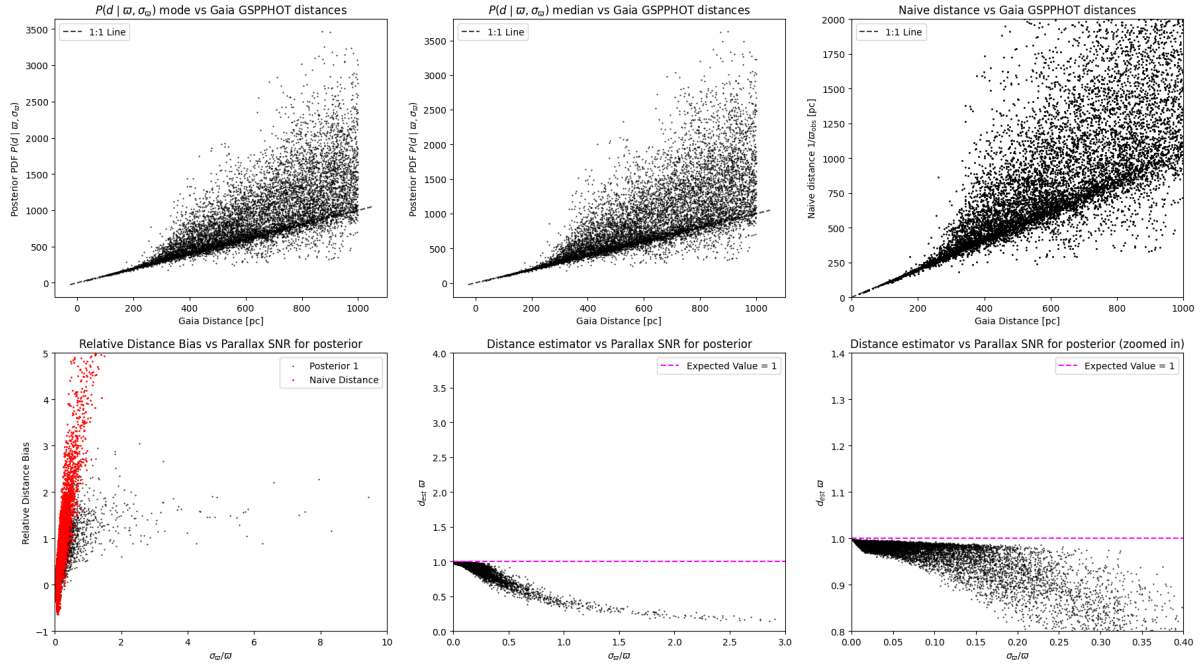 P(d | ϖ, σ_ϖ) mode vs Gaia GSPPHOT distances
1:1 Line
Posterior PDF P(d | ϖ, σ_ϖ)
3500
3000
2500
2000
1500
1000
500
0
0 200 400 600 800 1000
Gaia Distance [pc]
P(d | ϖ, σ_ϖ) median vs Gaia GSPPHOT distances
1:1 Line
Posterior PDF P(d | ϖ, σ_ϖ)
3500
3000
2500
2000
1500
1000
500
0
0 200 400 600 800 1000
Gaia Distance [pc]
Naive distance vs Gaia GSPPHOT distances
1:1 Line
Naive distance 1/ϖ_obs [pc]
2000
1750
1500
1250
1000
750
500
250
0
0 200 400 600 800 1000
Gaia Distance [pc]
Relative Distance Bias vs Parallax SNR for posterior
Posterior 1
Naive Distance
Relative Distance Bias
5
4
3
2
1
0
−1
0 2 4 6 8 10
σ_ϖ/ϖ
Distance estimator vs Parallax SNR for posterior
Expected Value = 1
d_est ϖ
4.0
3.5
3.0
2.5
2.0
1.5
1.0
0.5
0.0
0.0 0.5 1.0 1.5 2.0 2.5 3.0
σ_ϖ/ϖ
Distance estimator vs Parallax SNR for posterior (zoomed in)
Expected Value = 1
d_est ϖ
1.4
1.3
1.2
1.1
1.0
0.9
0.8
0.00 0.05 0.10 0.15 0.20 0.25 0.30 0.35 0.40
σ_ϖ/ϖ